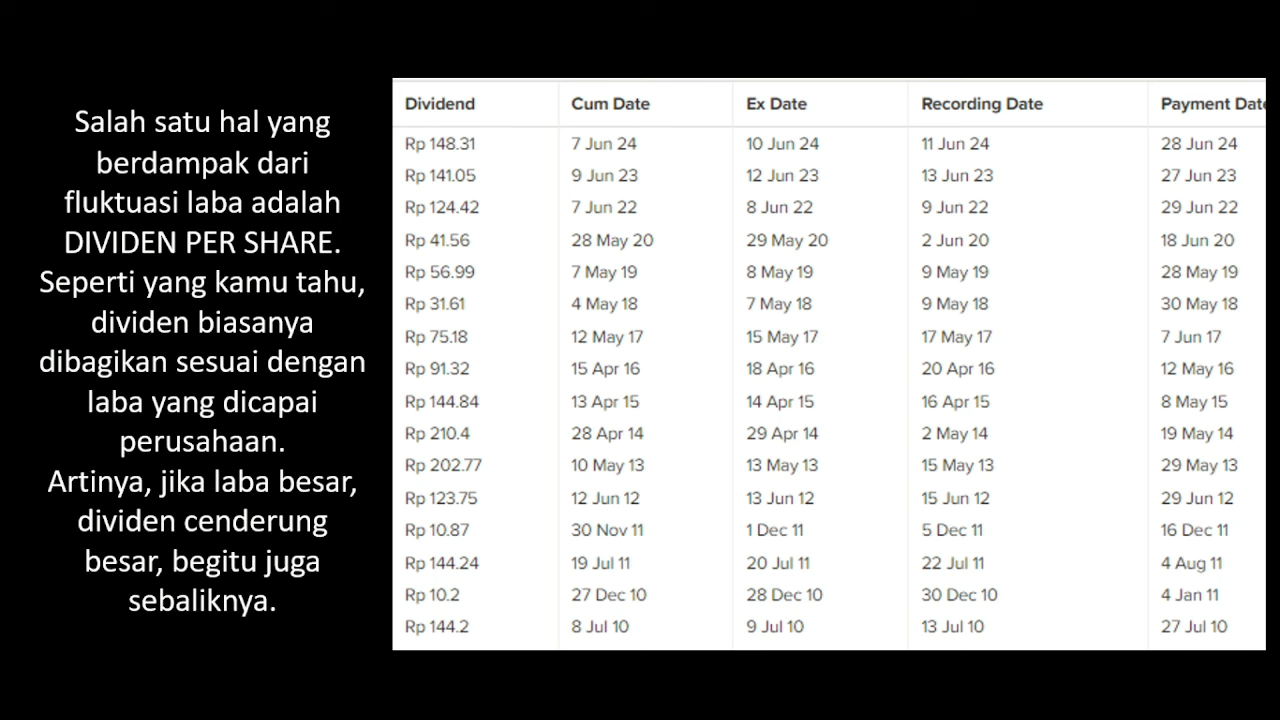 Salah satu hal yang
berdampak dari
fluktuasi laba adalah
DIVIDEN PER SHARE.
Seperti yang kamu tahu,
dividen biasanya
dibagikan sesuai dengan
laba yang dicapai
perusahaan.
Artinya, jika laba besar,
dividen cenderung
besar, begitu juga
sebaliknya.
Dividend Cum Date Ex Date Recording Date Payment Date
Rp 148.31 7 Jun 24 10 Jun 24 11 Jun 24 28 Jun 24
Rp 141.05 9 Jun 23 12 Jun 23 13 Jun 23 27 Jun 23
Rp 124.42 7 Jun 22 8 Jun 22 9 Jun 22 29 Jun 22
Rp 41.56 28 May 20 29 May 20 2 Jun 20 18 Jun 20
Rp 56.99 7 May 19 8 May 19 9 May 19 28 May 19
Rp 31.61 4 May 18 7 May 18 9 May 18 30 May 18
Rp 75.18 12 May 17 15 May 17 17 May 17 7 Jun 17
Rp 91.32 15 Apr 16 18 Apr 16 20 Apr 16 12 May 16
Rp 144.84 13 Apr 15 14 Apr 15 16 Apr 15 8 May 15
Rp 210.4 28 Apr 14 29 Apr 14 2 May 14 19 May 14
Rp 202.77 10 May 13 13 May 13 15 May 13 29 May 13
Rp 123.75 12 Jun 12 13 Jun 12 15 Jun 12 29 Jun 12
Rp 10.87 30 Nov 11 1 Dec 11 5 Dec 11 16 Dec 11
Rp 144.24 19 Jul 11 20 Jul 11 22 Jul 11 4 Aug 11
Rp 10.2 27 Dec 10 28 Dec 10 30 Dec 10 4 Jan 11
Rp 144.2 8 Jul 10 9 Jul 10 13 Jul 10 27 Jul 10